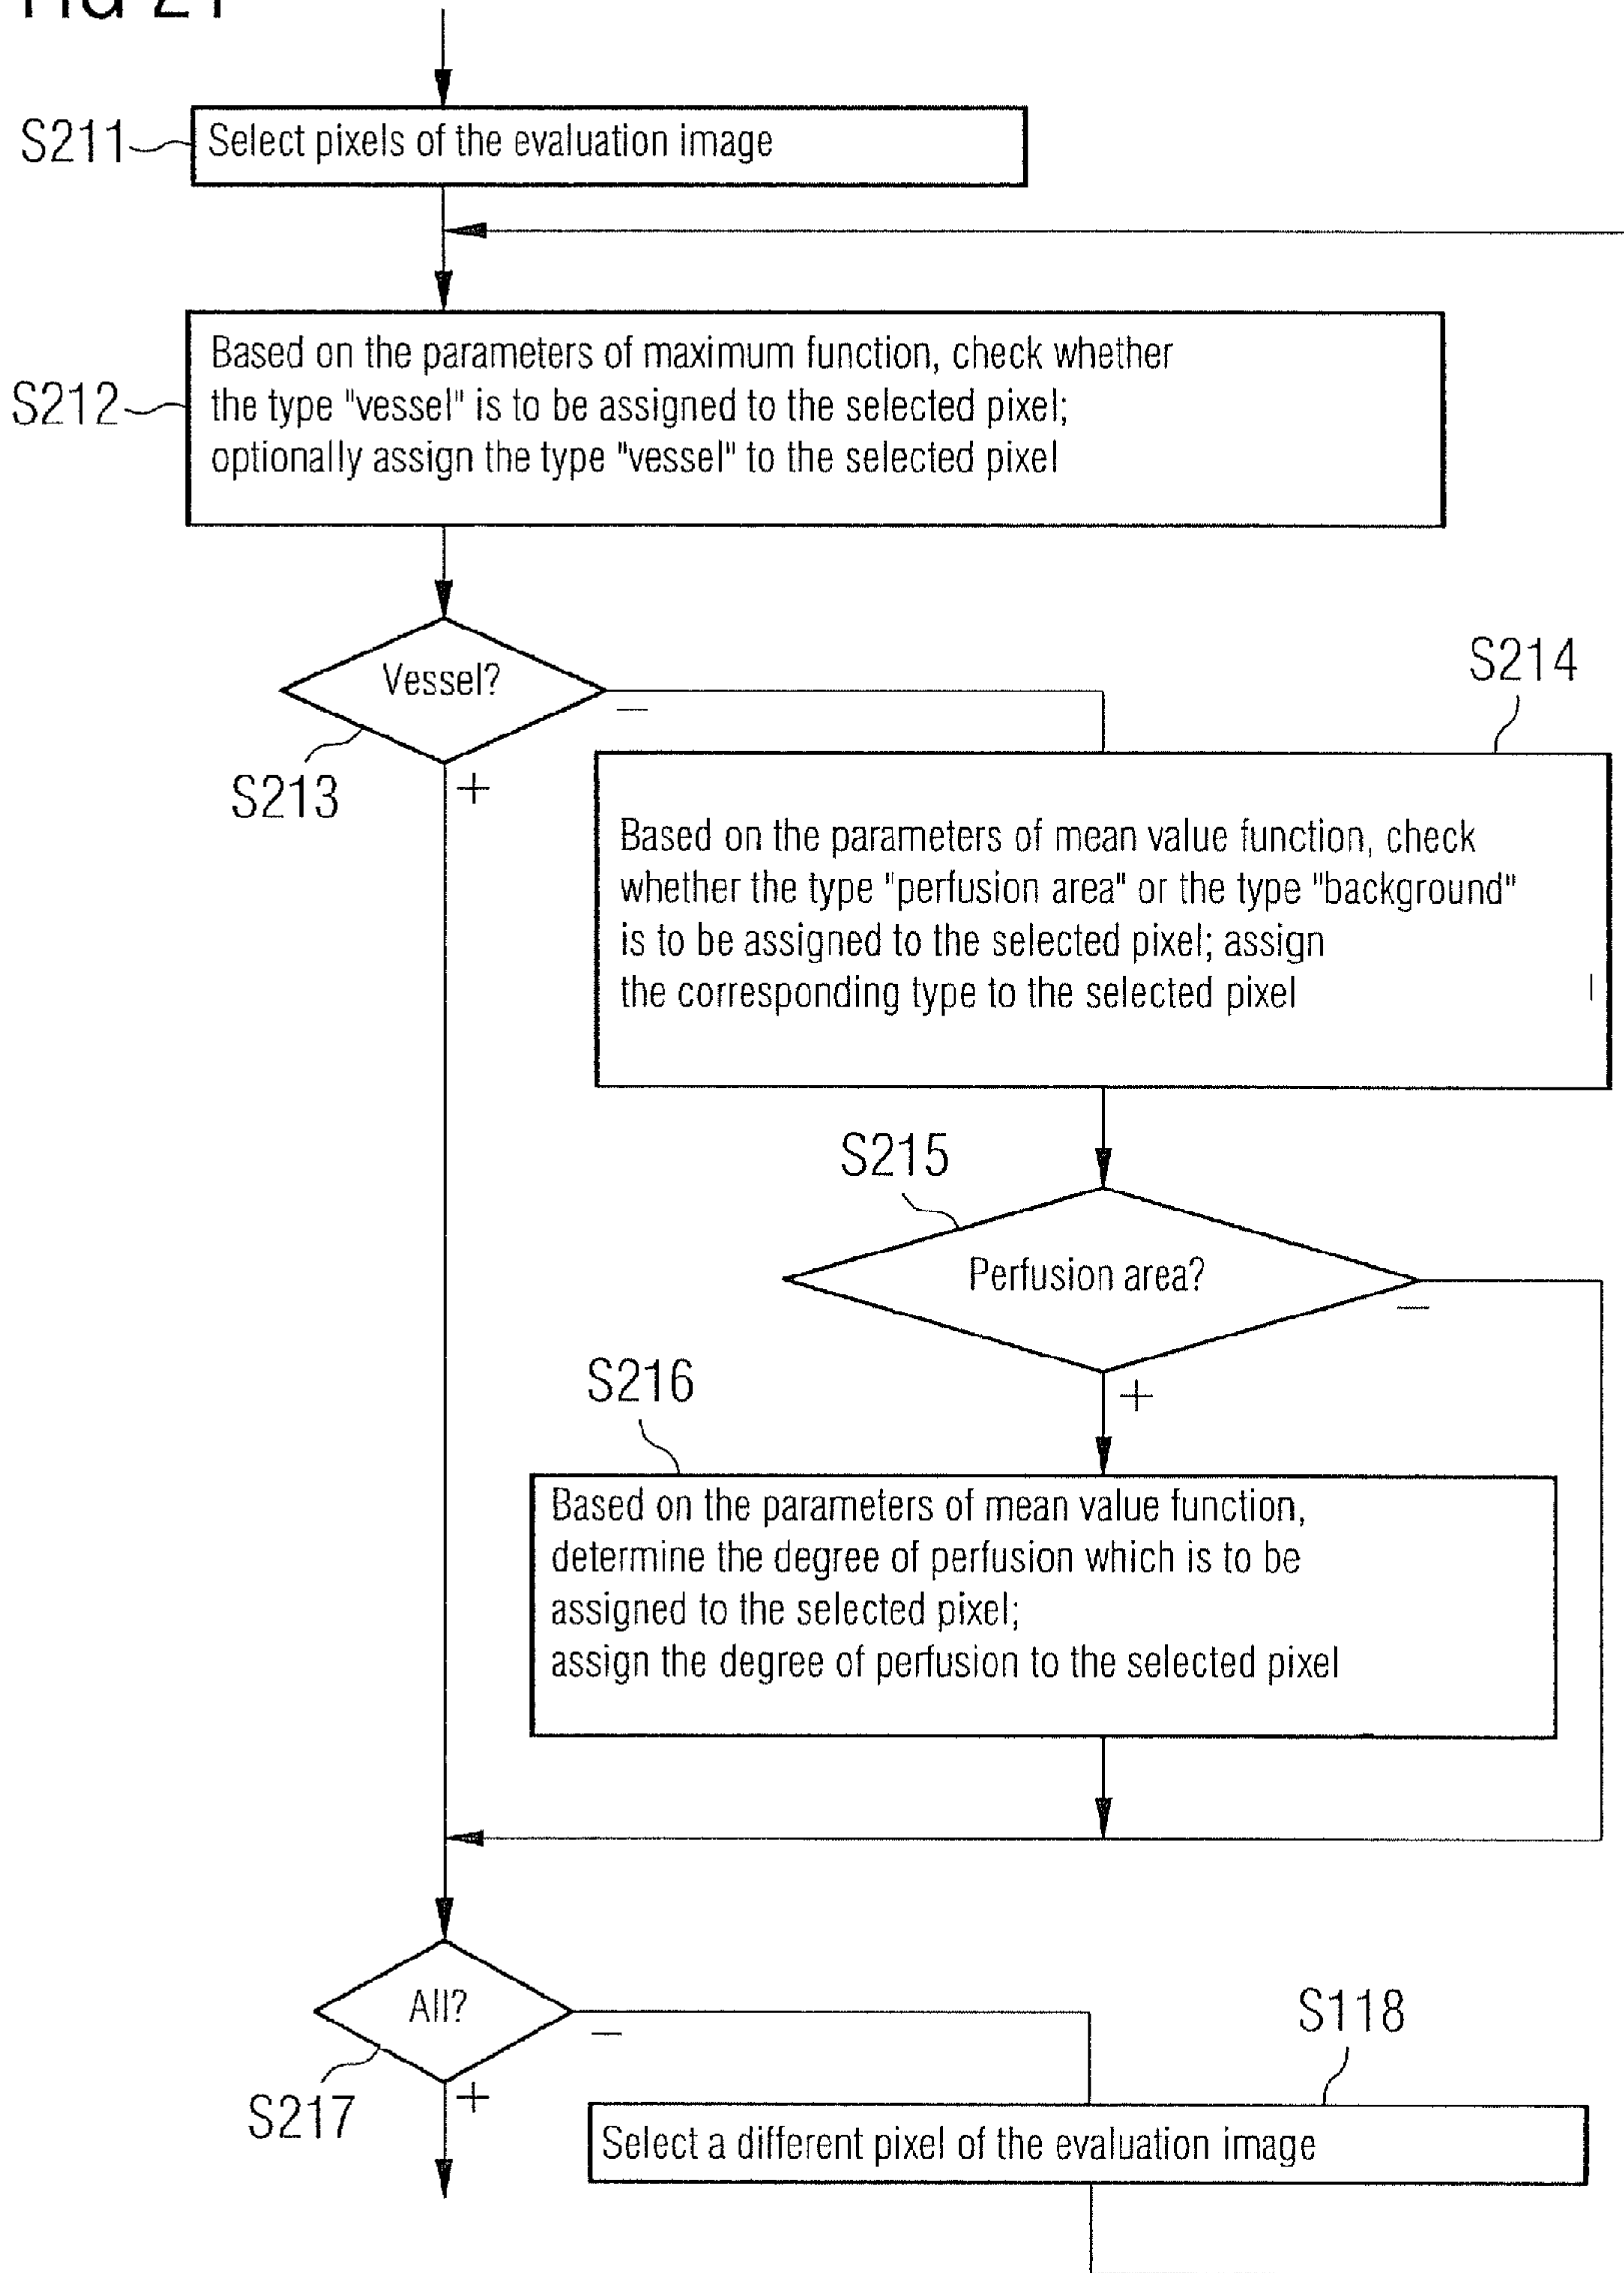 S211
Select pixels of the evaluation image
S212
Based on the parameters of maximum function, check whether
the type "vessel" is to be assigned to the selected pixel;
optionally assign the type "vessel" to the selected pixel
Vessel?
–
+
S213
S214
Based on the parameters of mean value function, check
whether the type "perfusion area" or the type "background"
is to be assigned to the selected pixel; assign
the corresponding type to the selected pixel
S215
Perfusion area?
–
+
S216
Based on the parameters of mean value function,
determine the degree of perfusion which is to be
assigned to the selected pixel;
assign the degree of perfusion to the selected pixel
All?
–
+
S217
S118
Select a different pixel of the evaluation image